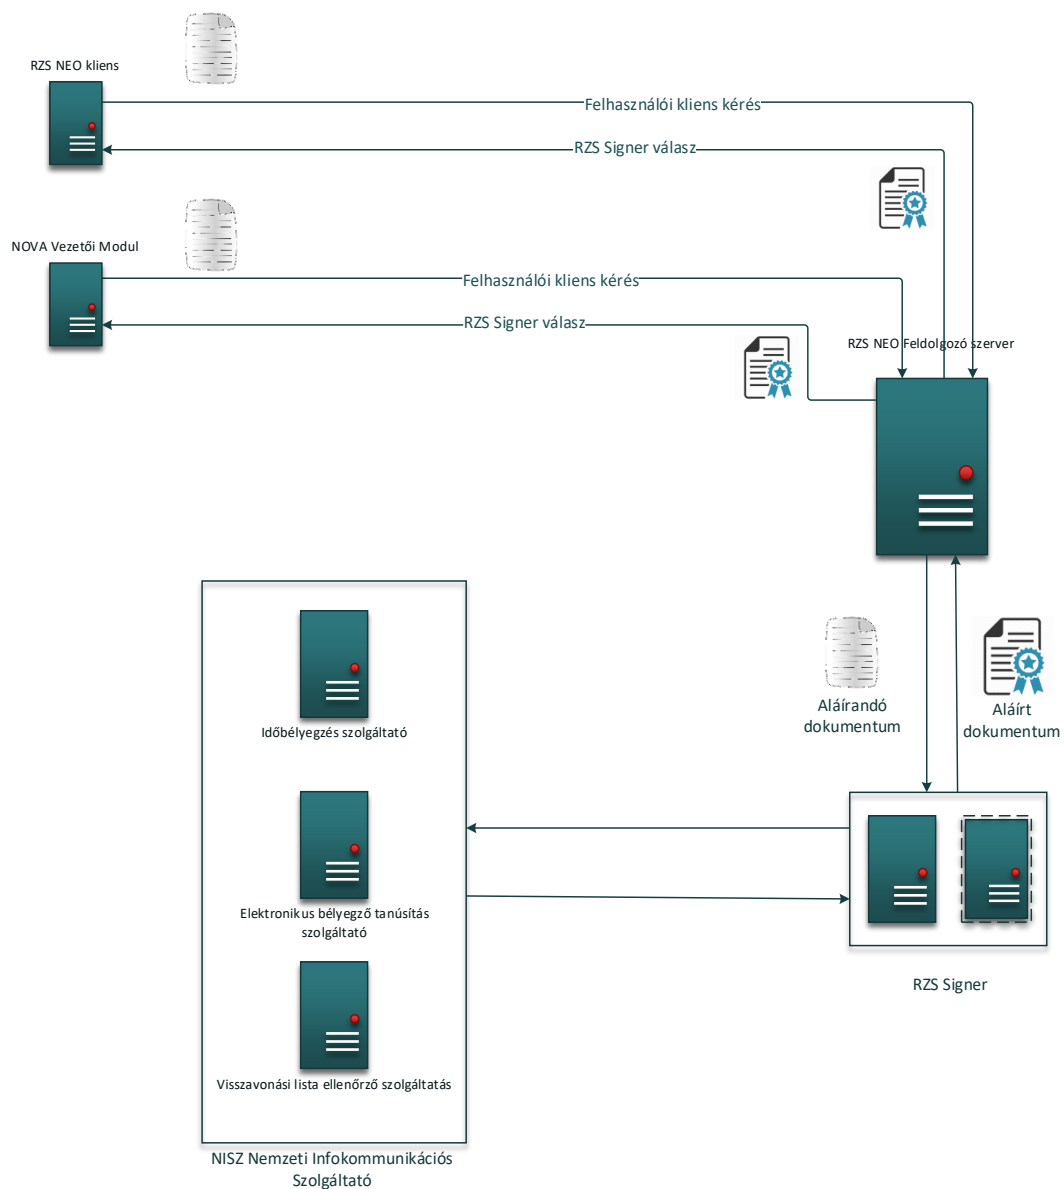 RZS NEO kliens
Felhasználói kliens kérés
RZS Signer válasz
NOVA Vezetői Modul
Felhasználói kliens kérés
RZS Signer válasz
RZS NEO Feldolgozó szerver
Aláírandó
dokumentum
Aláírt
dokumentum
Időbélyegzés szolgáltató
Elektronikus bélyegző tanúsítás
szolgáltató
Visszavonási lista ellenőrző szolgáltatás
RZS Signer
NISZ Nemzeti Infokommunikációs
Szolgáltató